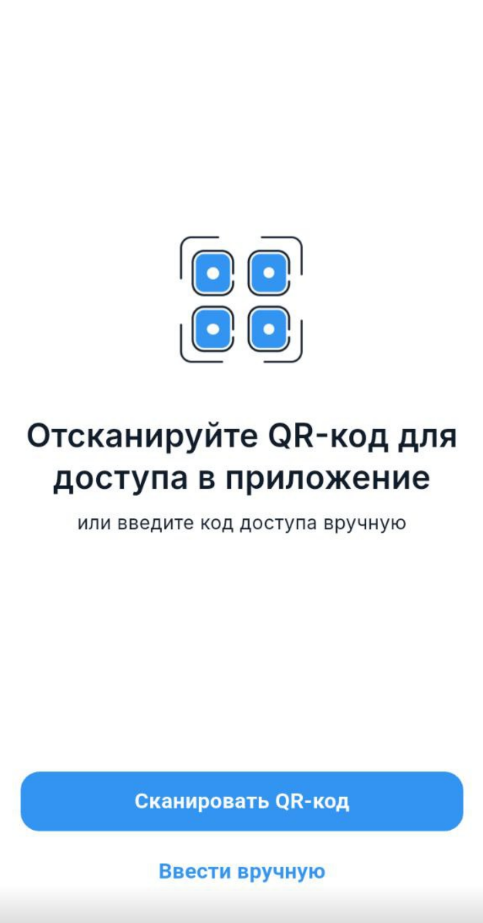 Отсканируйте QR-код для
доступа в приложение
или введите код доступа вручную
Сканировать QR-код
Ввести вручную